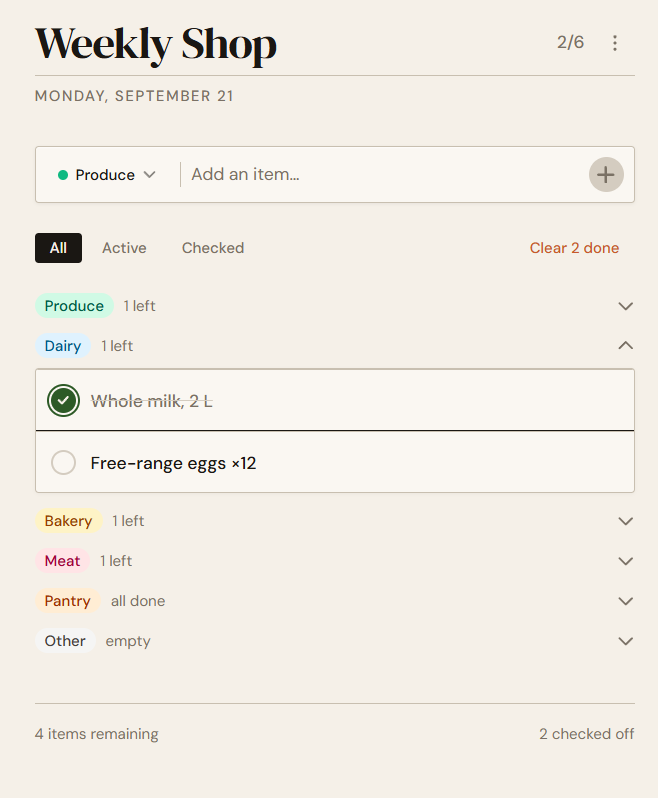 Weekly Shop
2/6
MONDAY, SEPTEMBER 21
Produce
Add an item...
All
Active
Checked
Clear 2 done
Produce 1 left
Dairy 1 left
Whole milk, 2 L
Free-range eggs ×12
Bakery 1 left
Meat 1 left
Pantry all done
Other empty
4 items remaining
2 checked off